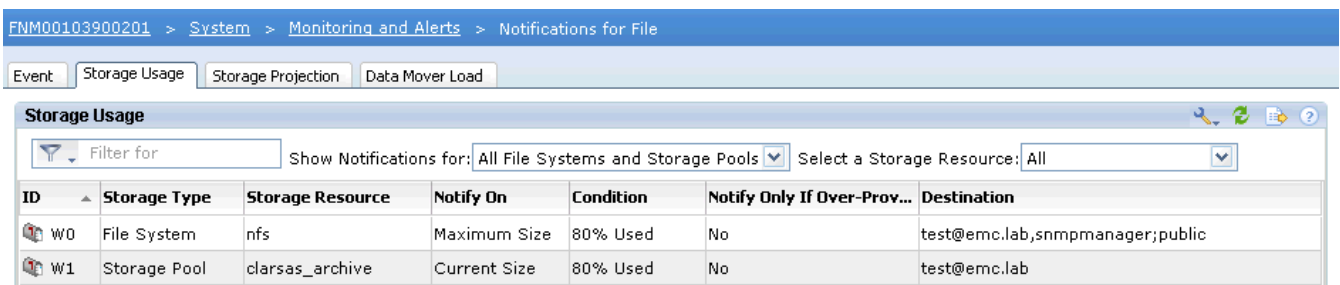 FNM00103900201 > System > Monitoring and Alerts > Notifications for File
Event Storage Usage Storage Projection Data Mover Load
Storage Usage
Filter for Show Notifications for: All File Systems and Storage Pools Select a Storage Resource: All
ID Storage Type Storage Resource Notify On Condition Notify Only If Over-Prov... Destination
W0 File System nfs Maximum Size 80% Used No test@emc.lab,snmpmanager;public
W1 Storage Pool clarsas_archive Current Size 80% Used No test@emc.lab